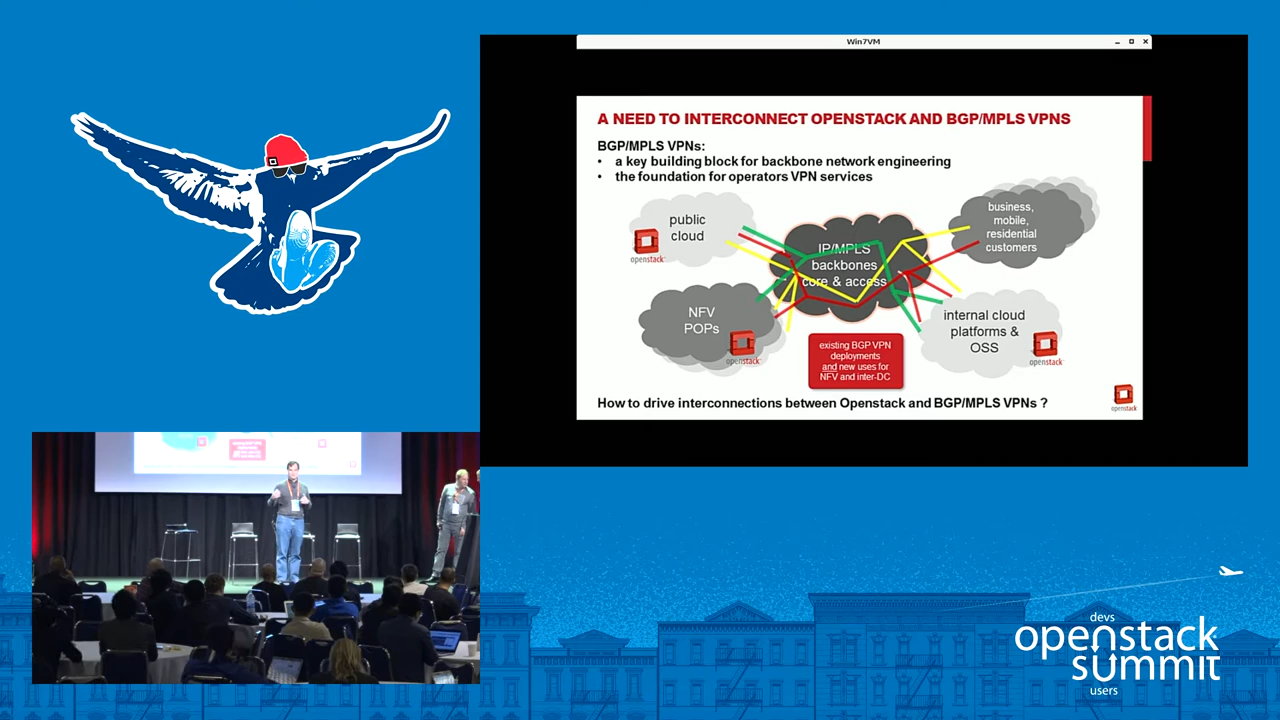 Win7VM
A NEED TO INTERCONNECT OPENSTACK AND BGP/MPLS VPNS
BGP/MPLS VPNs:
• a key building block for backbone network engineering
• the foundation for operators VPN services
public
cloud
openstack
IP/MPLS
backbones
core & access
business,
mobile,
residential
customers
NFV
POPs
openstack
existing BGP VPN
deployments
and new uses for
NFV and inter-DC
internal cloud
platforms &
OSS
openstack
How to drive interconnections between Openstack and BGP/MPLS VPNs ?
openstack
devs
openstack
summit
users